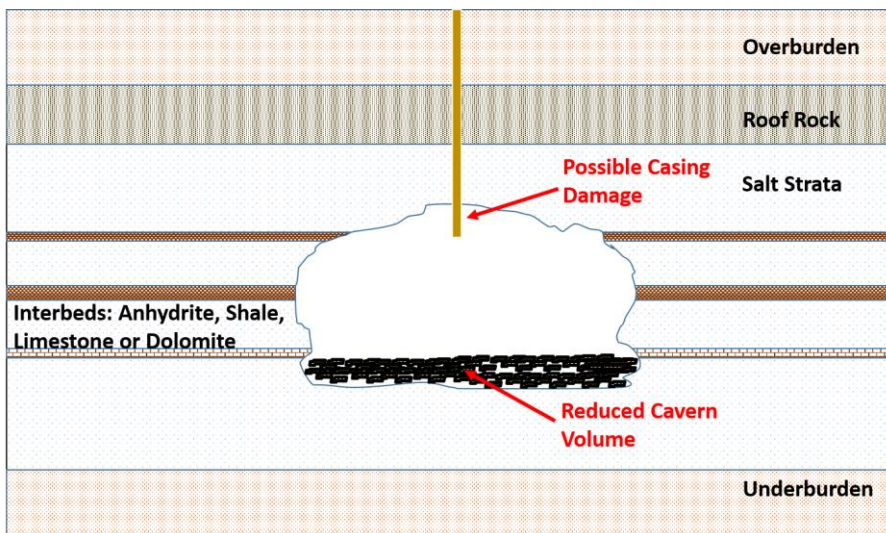 Overburden
Roof Rock
Possible Casing
Damage
Salt Strata
Interbeds: Anhydrite, Shale,
Limestone or Dolomite
Reduced Cavern
Volume
Underburden